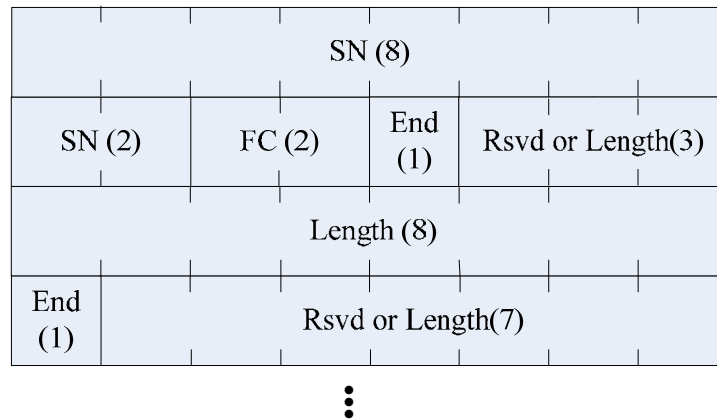 SN (8)
SN (2) FC (2) End (1) Rsvd or Length(3)
Length (8)
End (1) Rsvd or Length(7)